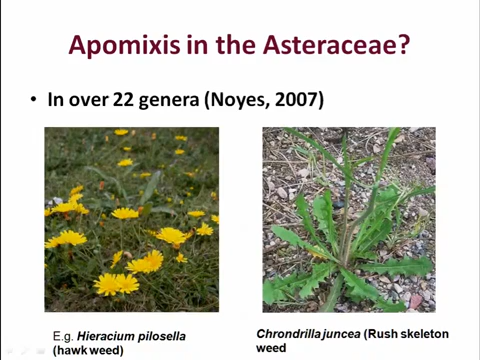 Apomixis in the Asteraceae?
• In over 22 genera (Noyes, 2007)
E.g. Hieracium pilosella
(hawk weed)
Chrondrilla juncea (Rush skeleton
weed